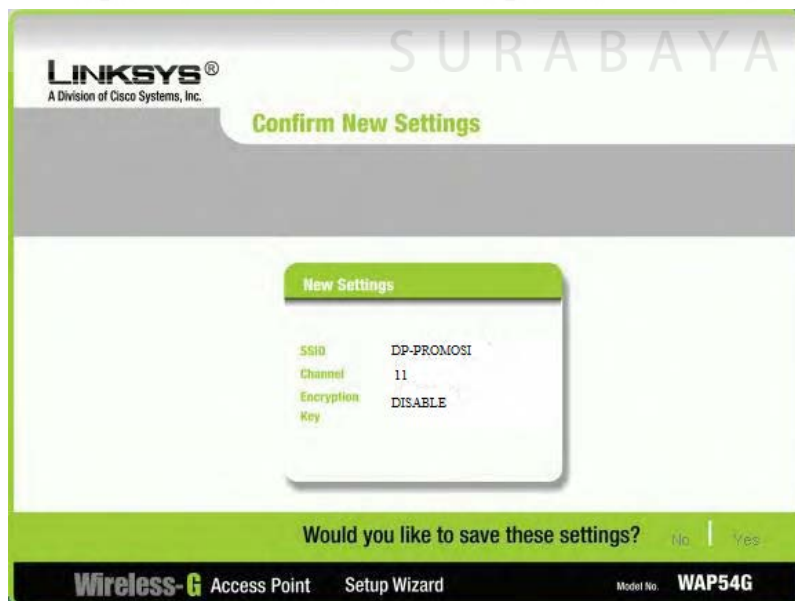 SURABAYA
LINKSYS®
A Division of Cisco Systems, Inc.
Confirm New Settings
New Settings
SSID DP-PROMOSI
Channel 11
Encryption Key DISABLE
Would you like to save these settings? No Yes
Wireless-G Access Point Setup Wizard Model No. WAP54G